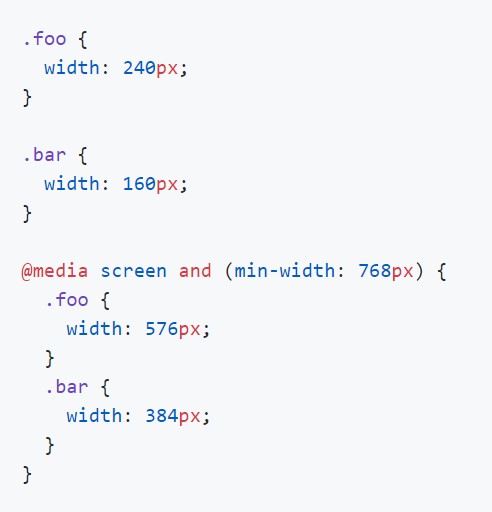 .foo {
  width: 240px;
}

.bar {
  width: 160px;
}

@media screen and (min-width: 768px) {
  .foo {
    width: 576px;
  }
  .bar {
    width: 384px;
  }
}